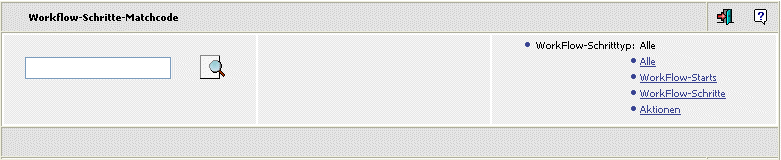 Workflow-Schritte-Matchcode
WorkFlow-Schritttyp: Alle
Alle
WorkFlow-Starts
WorkFlow-Schritte
Aktionen